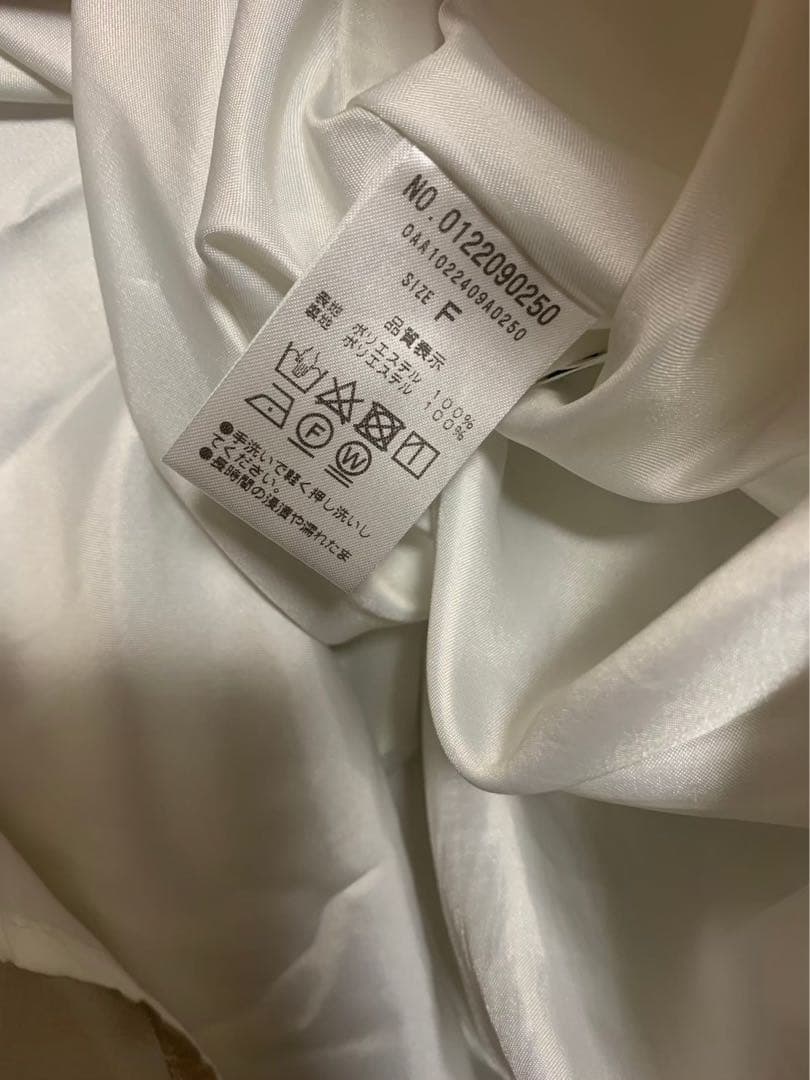 NO.0122090250
0AA1022409A0250
SIZE F
品質表示
表地 ポリエステル 100%
裏地 ポリエステル 100%
F W
●手洗いで軽く押し洗いし
てください。
●長時間の浸漬や濡れたま